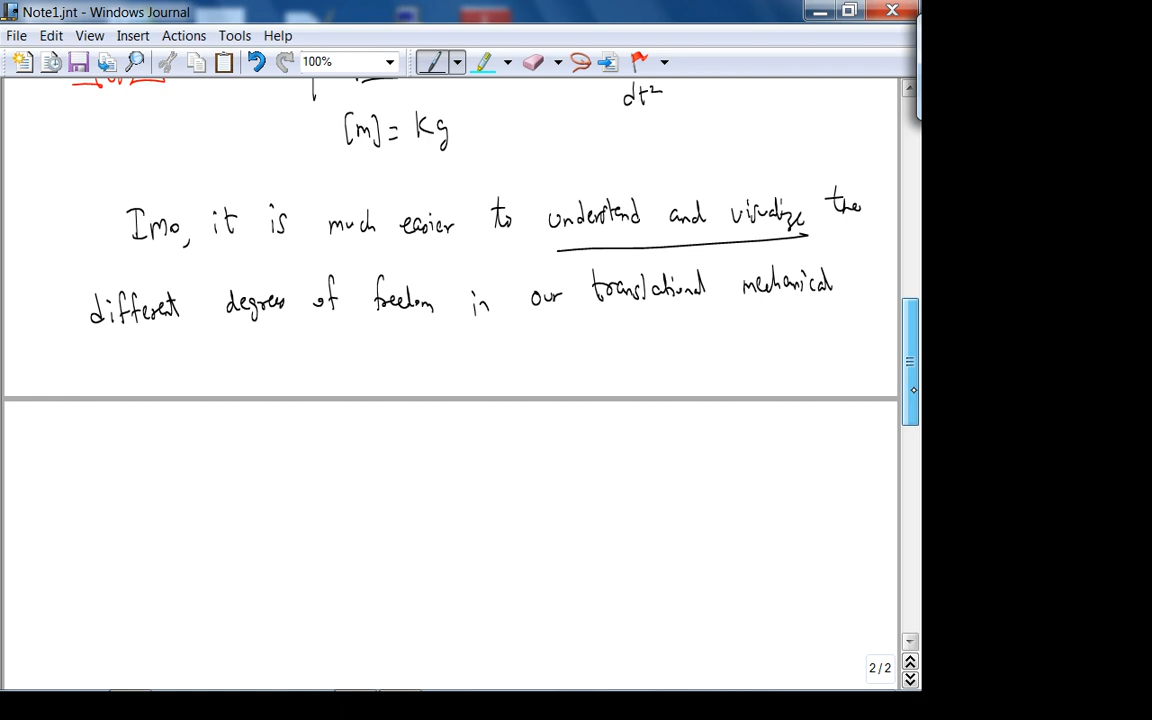 Note1.jnt - Windows Journal
File Edit View Insert Actions Tools Help
100%
dt²
[m] = Kg
Imo, it is much easier to understand and visualize the
different degrees of freedom in our translational mechanical
2/2